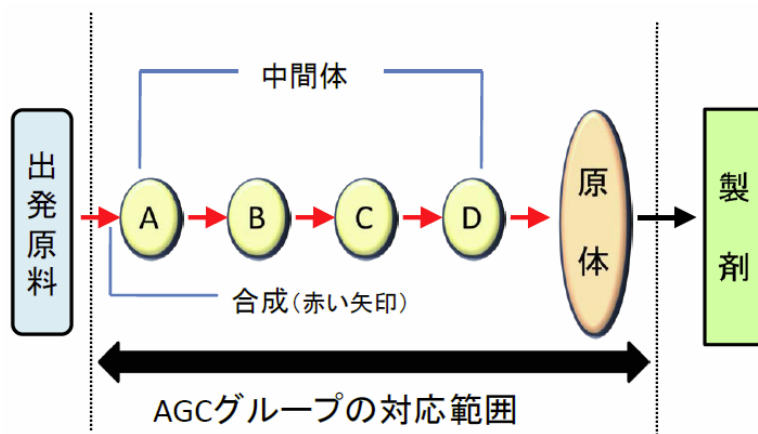 中間体
出発原料
A
B
C
D
原体
製剤
合成(赤い矢印)
AGCグループの対応範囲